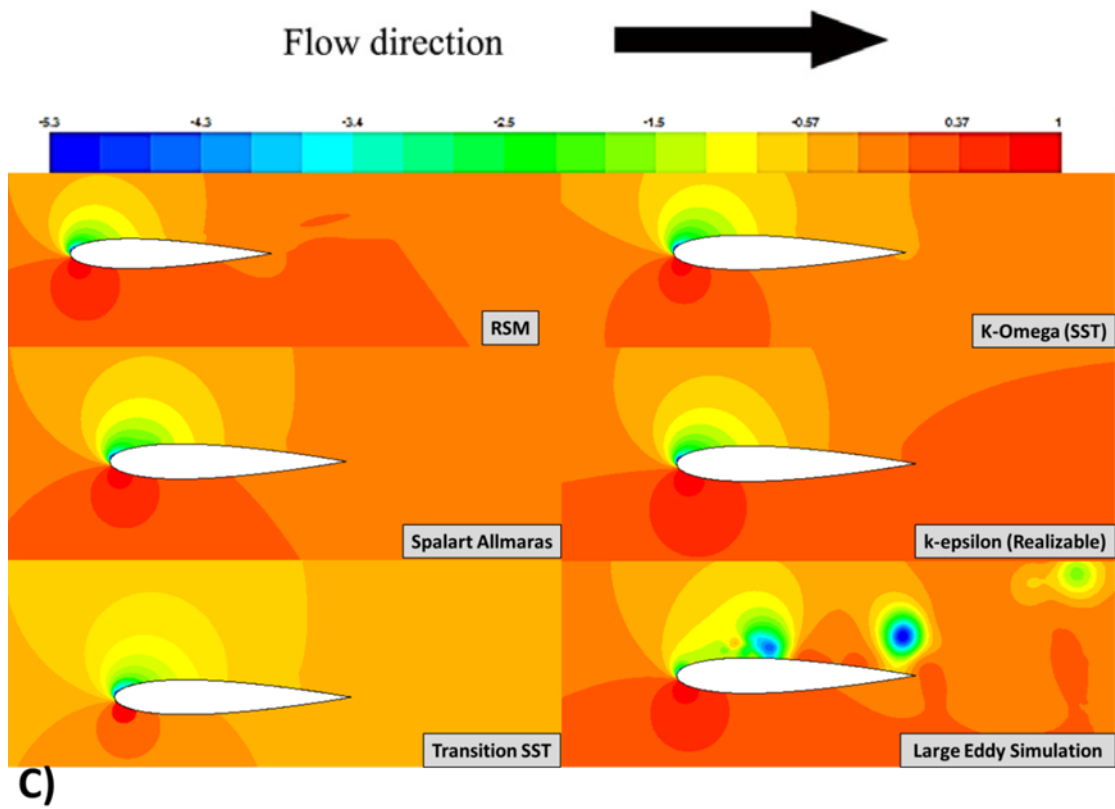 Flow direction
-5.3 -4.3 -3.4 -2.5 -1.5 -0.57 0.37 1
RSM
K-Omega (SST)
Spalart Allmaras
k-epsilon (Realizable)
Transition SST
Large Eddy Simulation
C)